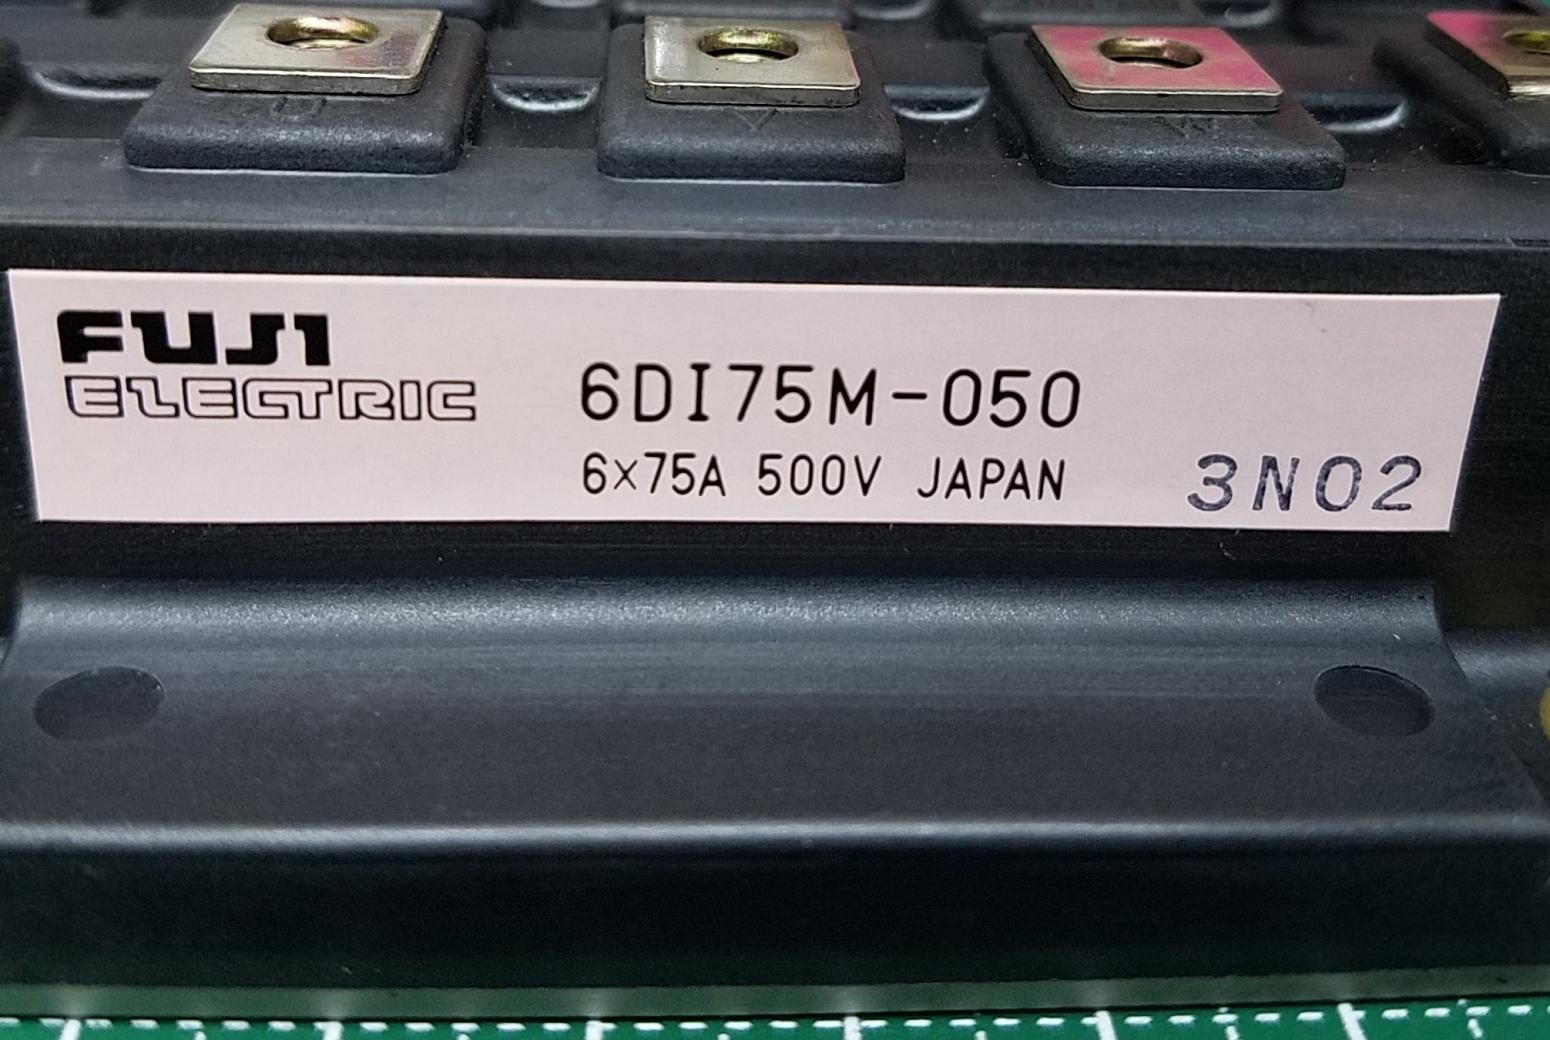 U V W
FUJI
ELECTRIC
6DI75M-050
6×75A 500V JAPAN 3N02